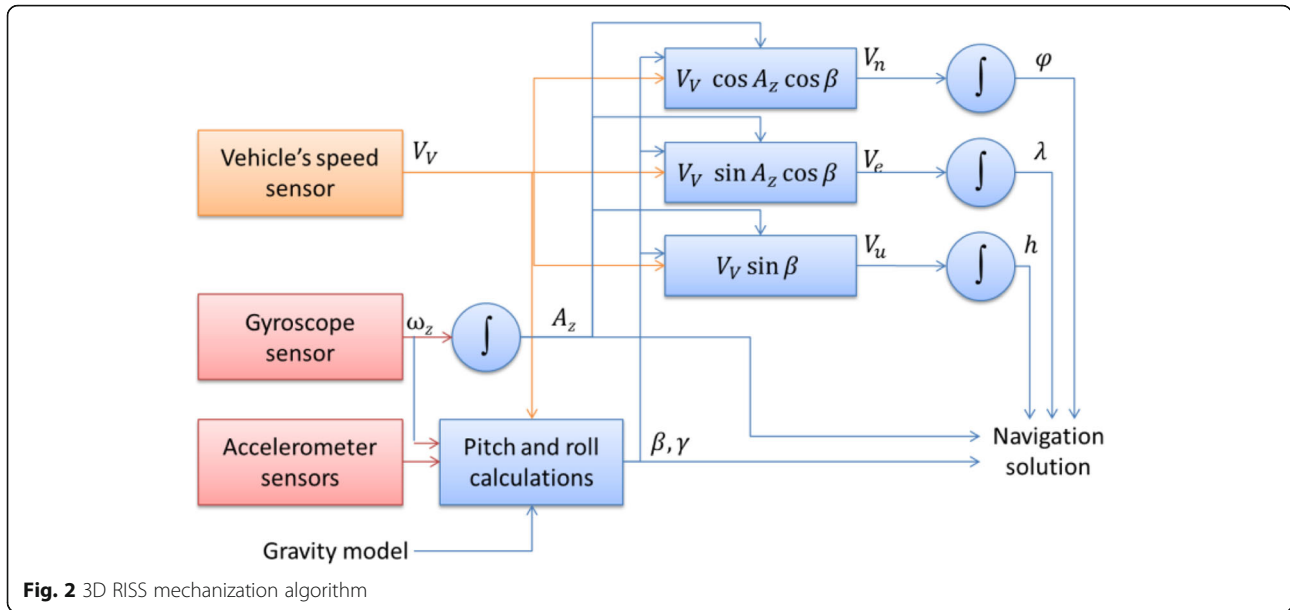 Vehicle's speed
sensor
V_V
Gyroscope
sensor
ω_z
∫
A_z
Accelerometer
sensors
Pitch and roll
calculations
β, γ
Gravity model
V_V cos A_z cos β
V_n
∫
φ
V_V sin A_z cos β
V_e
∫
λ
V_V sin β
V_u
∫
h
Navigation
solution
Fig. 2 3D RISS mechanization algorithm